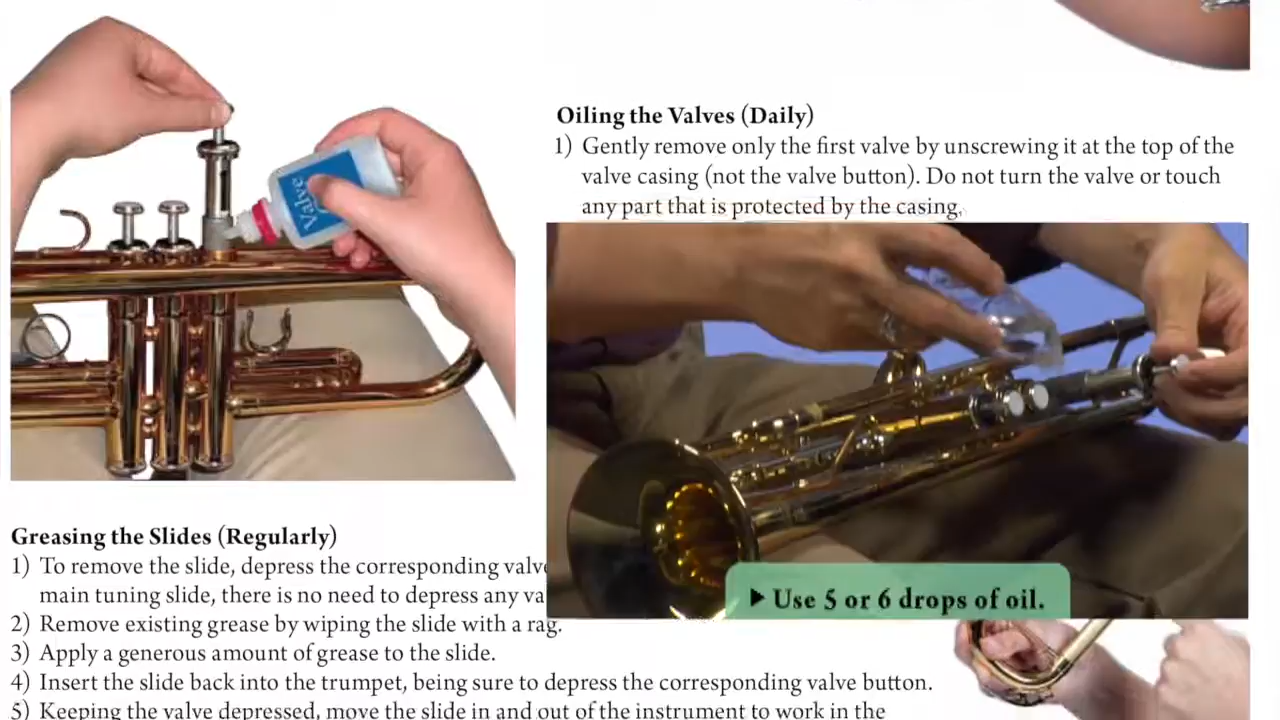 Oiling the Valves (Daily)
1) Gently remove only the first valve by unscrewing it at the top of the
valve casing (not the valve button). Do not turn the valve or touch
any part that is protected by the casing.
Valve
▶ Use 5 or 6 drops of oil.
Greasing the Slides (Regularly)
1) To remove the slide, depress the corresponding valve
main tuning slide, there is no need to depress any va
2) Remove existing grease by wiping the slide with a rag.
3) Apply a generous amount of grease to the slide.
4) Insert the slide back into the trumpet, being sure to depress the corresponding valve button.
5) Keeping the valve depressed, move the slide in and out of the instrument to work in the